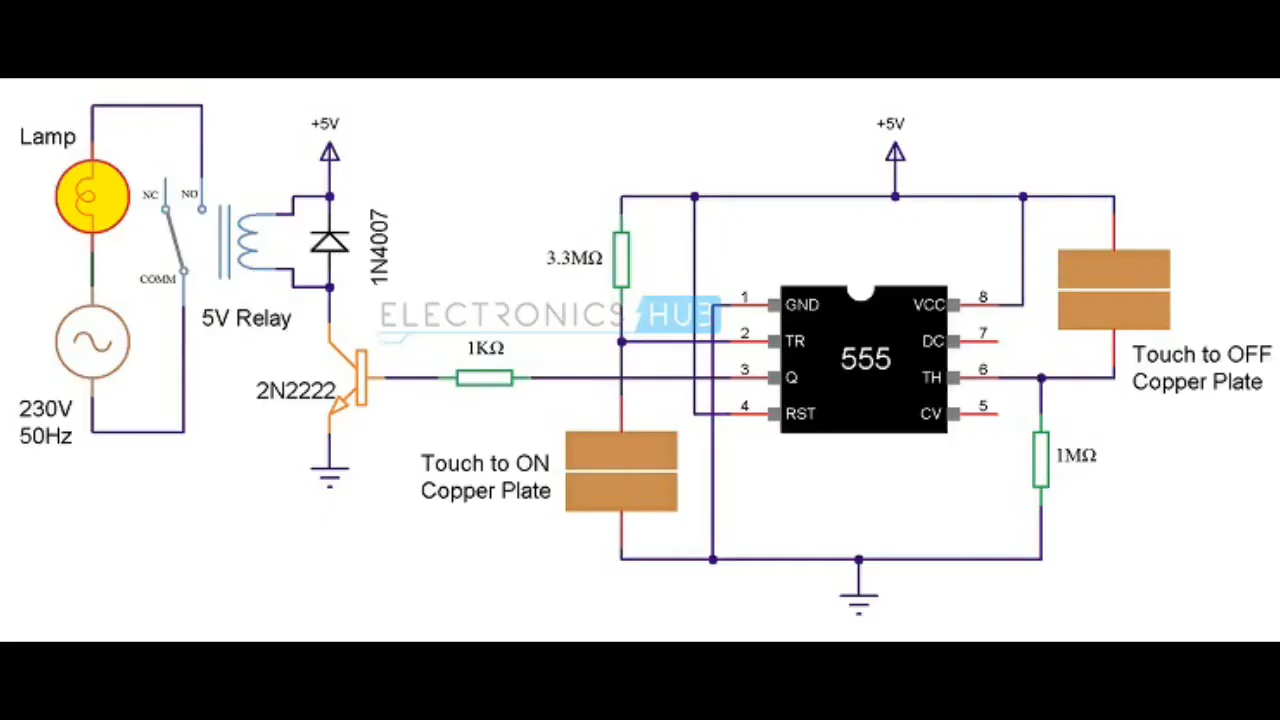 Lamp
NC
NO
COMM
5V Relay
230V
50Hz
+5V
1N4007
2N2222
ELECTRONICS HUB
1KΩ
3.3MΩ
Touch to ON
Copper Plate
+5V
1
GND
2
TR
3
Q
4
RST
555
VCC
8
DC
7
TH
6
CV
5
Touch to OFF
Copper Plate
1MΩ